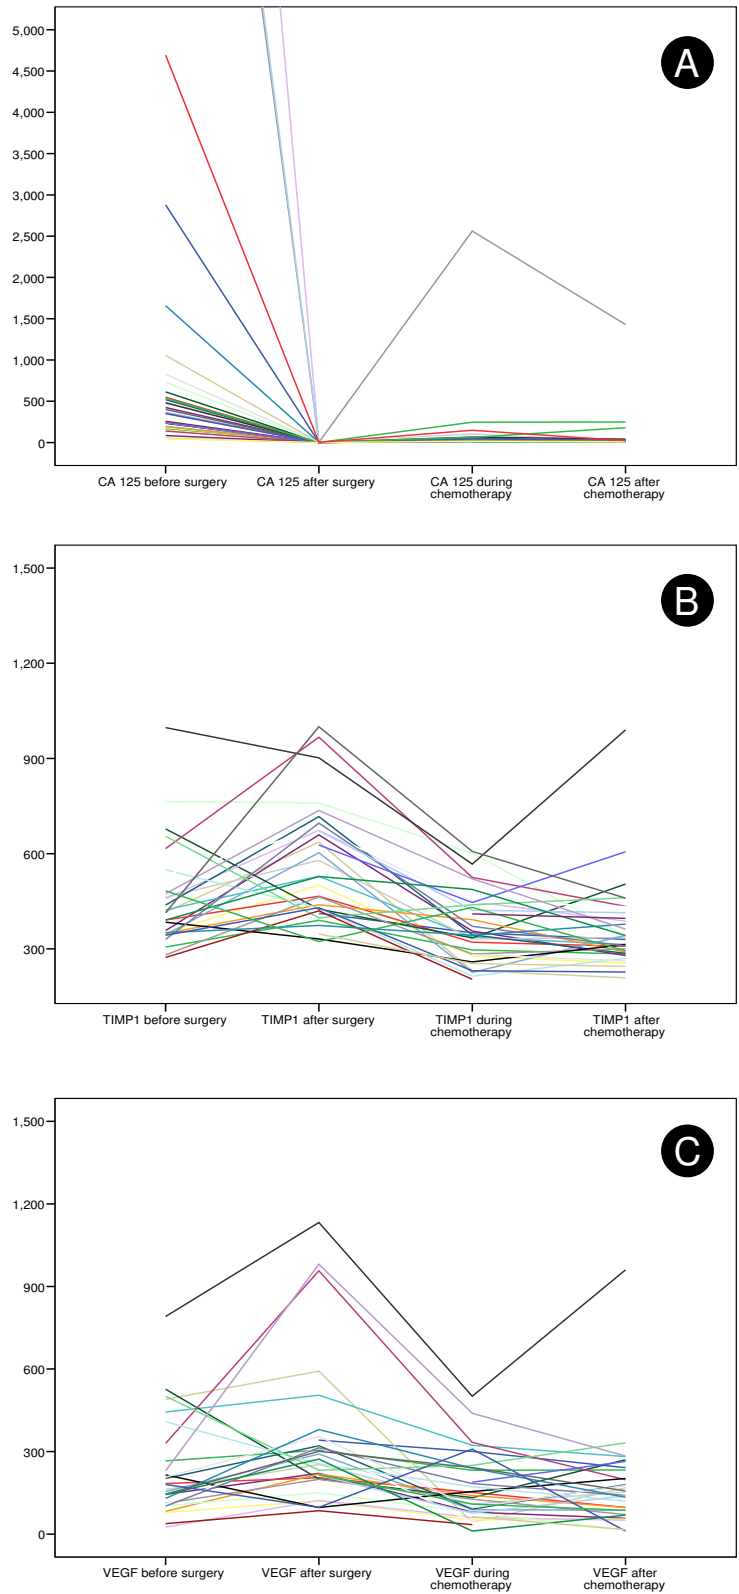 A
5,000
4,500
4,000
3,500
3,000
2,500
2,000
1,500
1,000
500
0
CA 125 before surgery
CA 125 after surgery
CA 125 during
chemotherapy
CA 125 after
chemotherapy
B
1,500
1,200
900
600
300
TIMP1 before surgery
TIMP1 after surgery
TIMP1 during
chemotherapy
TIMP1 after
chemotherapy
C
1,500
1,200
900
600
300
0
VEGF before surgery
VEGF after surgery
VEGF during
chemotherapy
VEGF after
chemotherapy